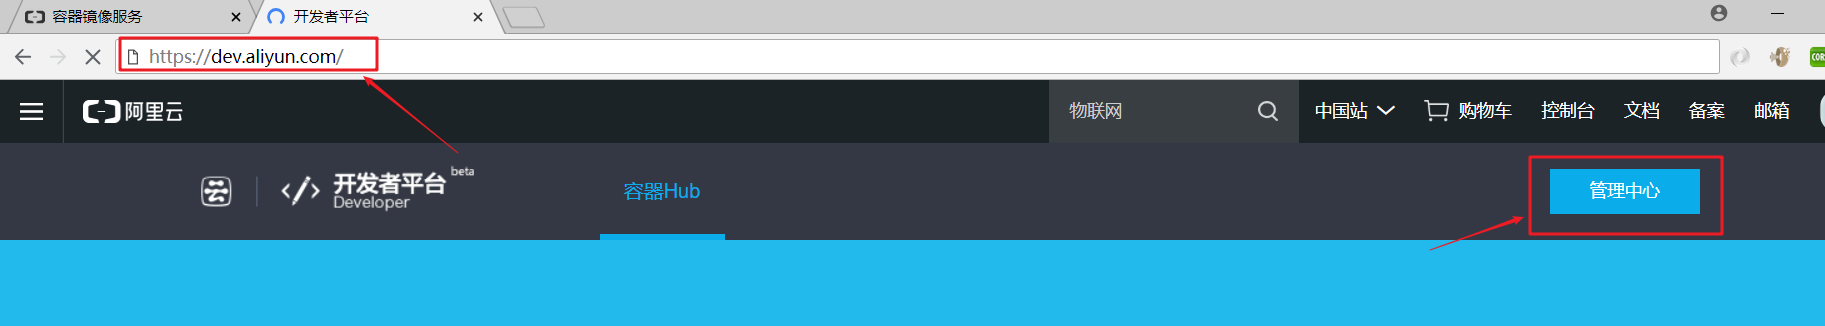 容器镜像服务
开发者平台
https://dev.aliyun.com/
COR
阿里云
物联网
中国站
购物车
控制台
文档
备案
邮箱
开发者平台 beta
Developer
容器Hub
管理中心